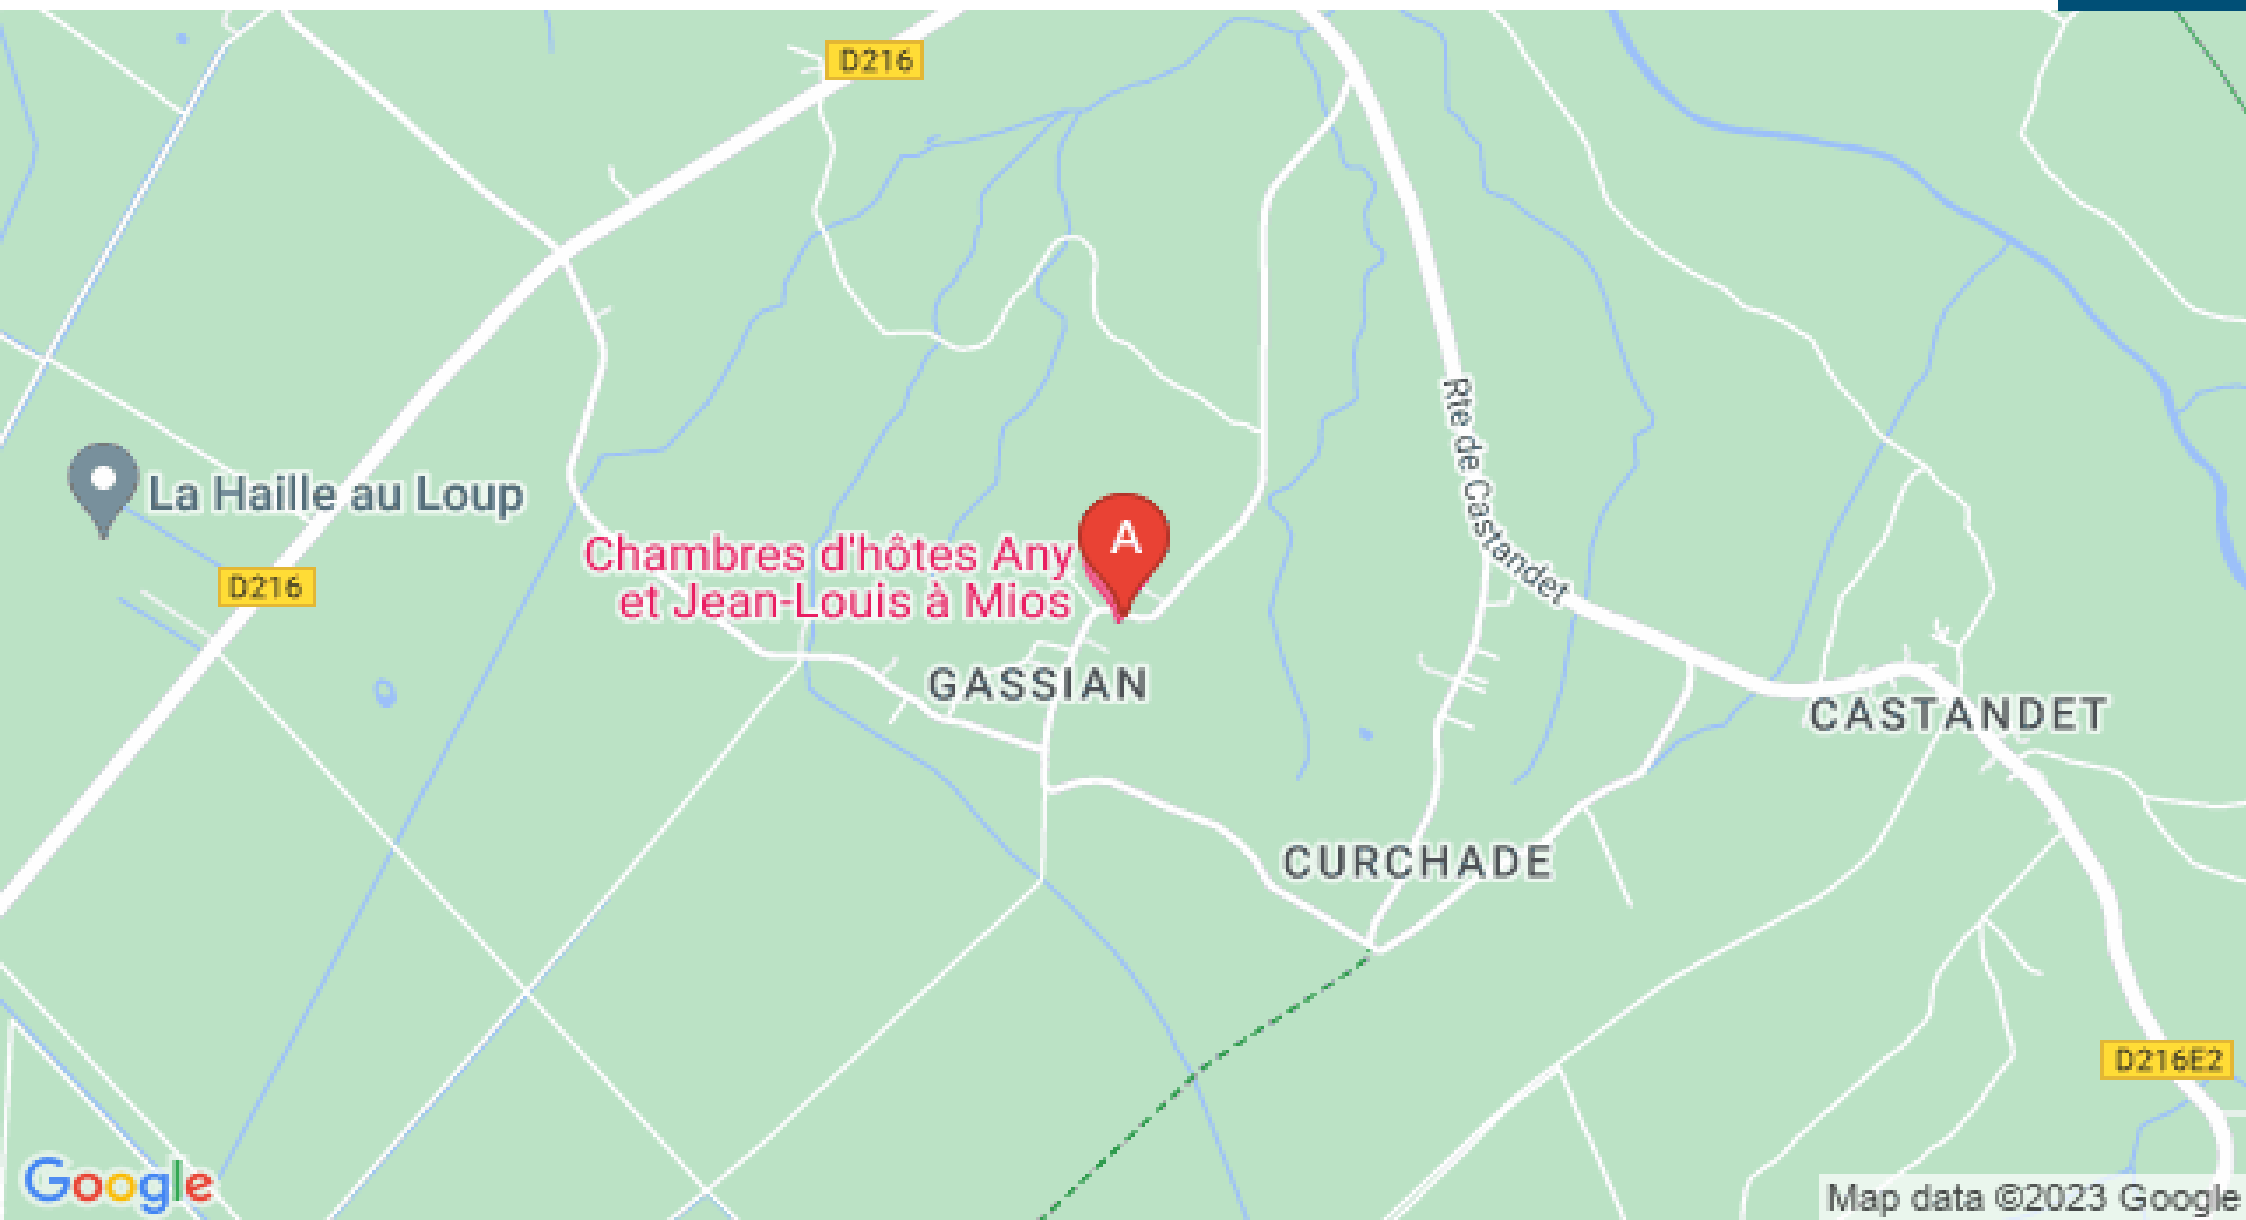 D216
Rte de Castandet
La Haille au Loup
A
Chambres d'hôtes Any
et Jean-Louis à Mios
D216
GASSIAN
CASTANDET
CURCHADE
D216E2
Google
Map data ©2023 Google